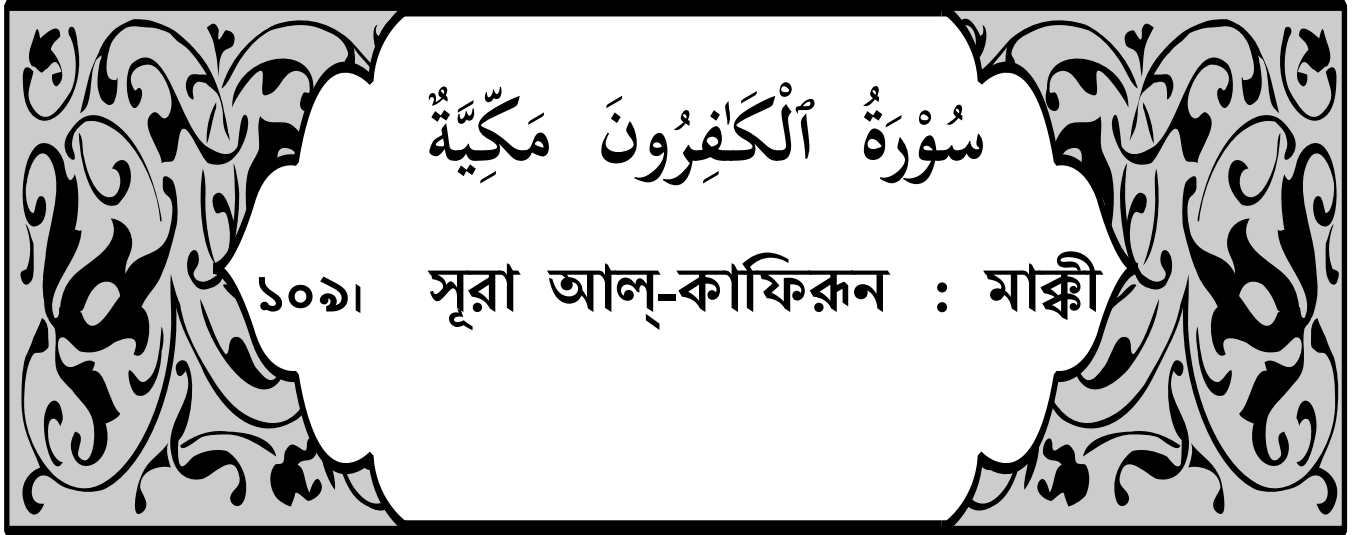 سُوْرَةُ ٱلْكَـٰفِرُونَ مَكِّيَّةٌ
১০৯। সূরা আল্-কাফিরূন : মাক্কী